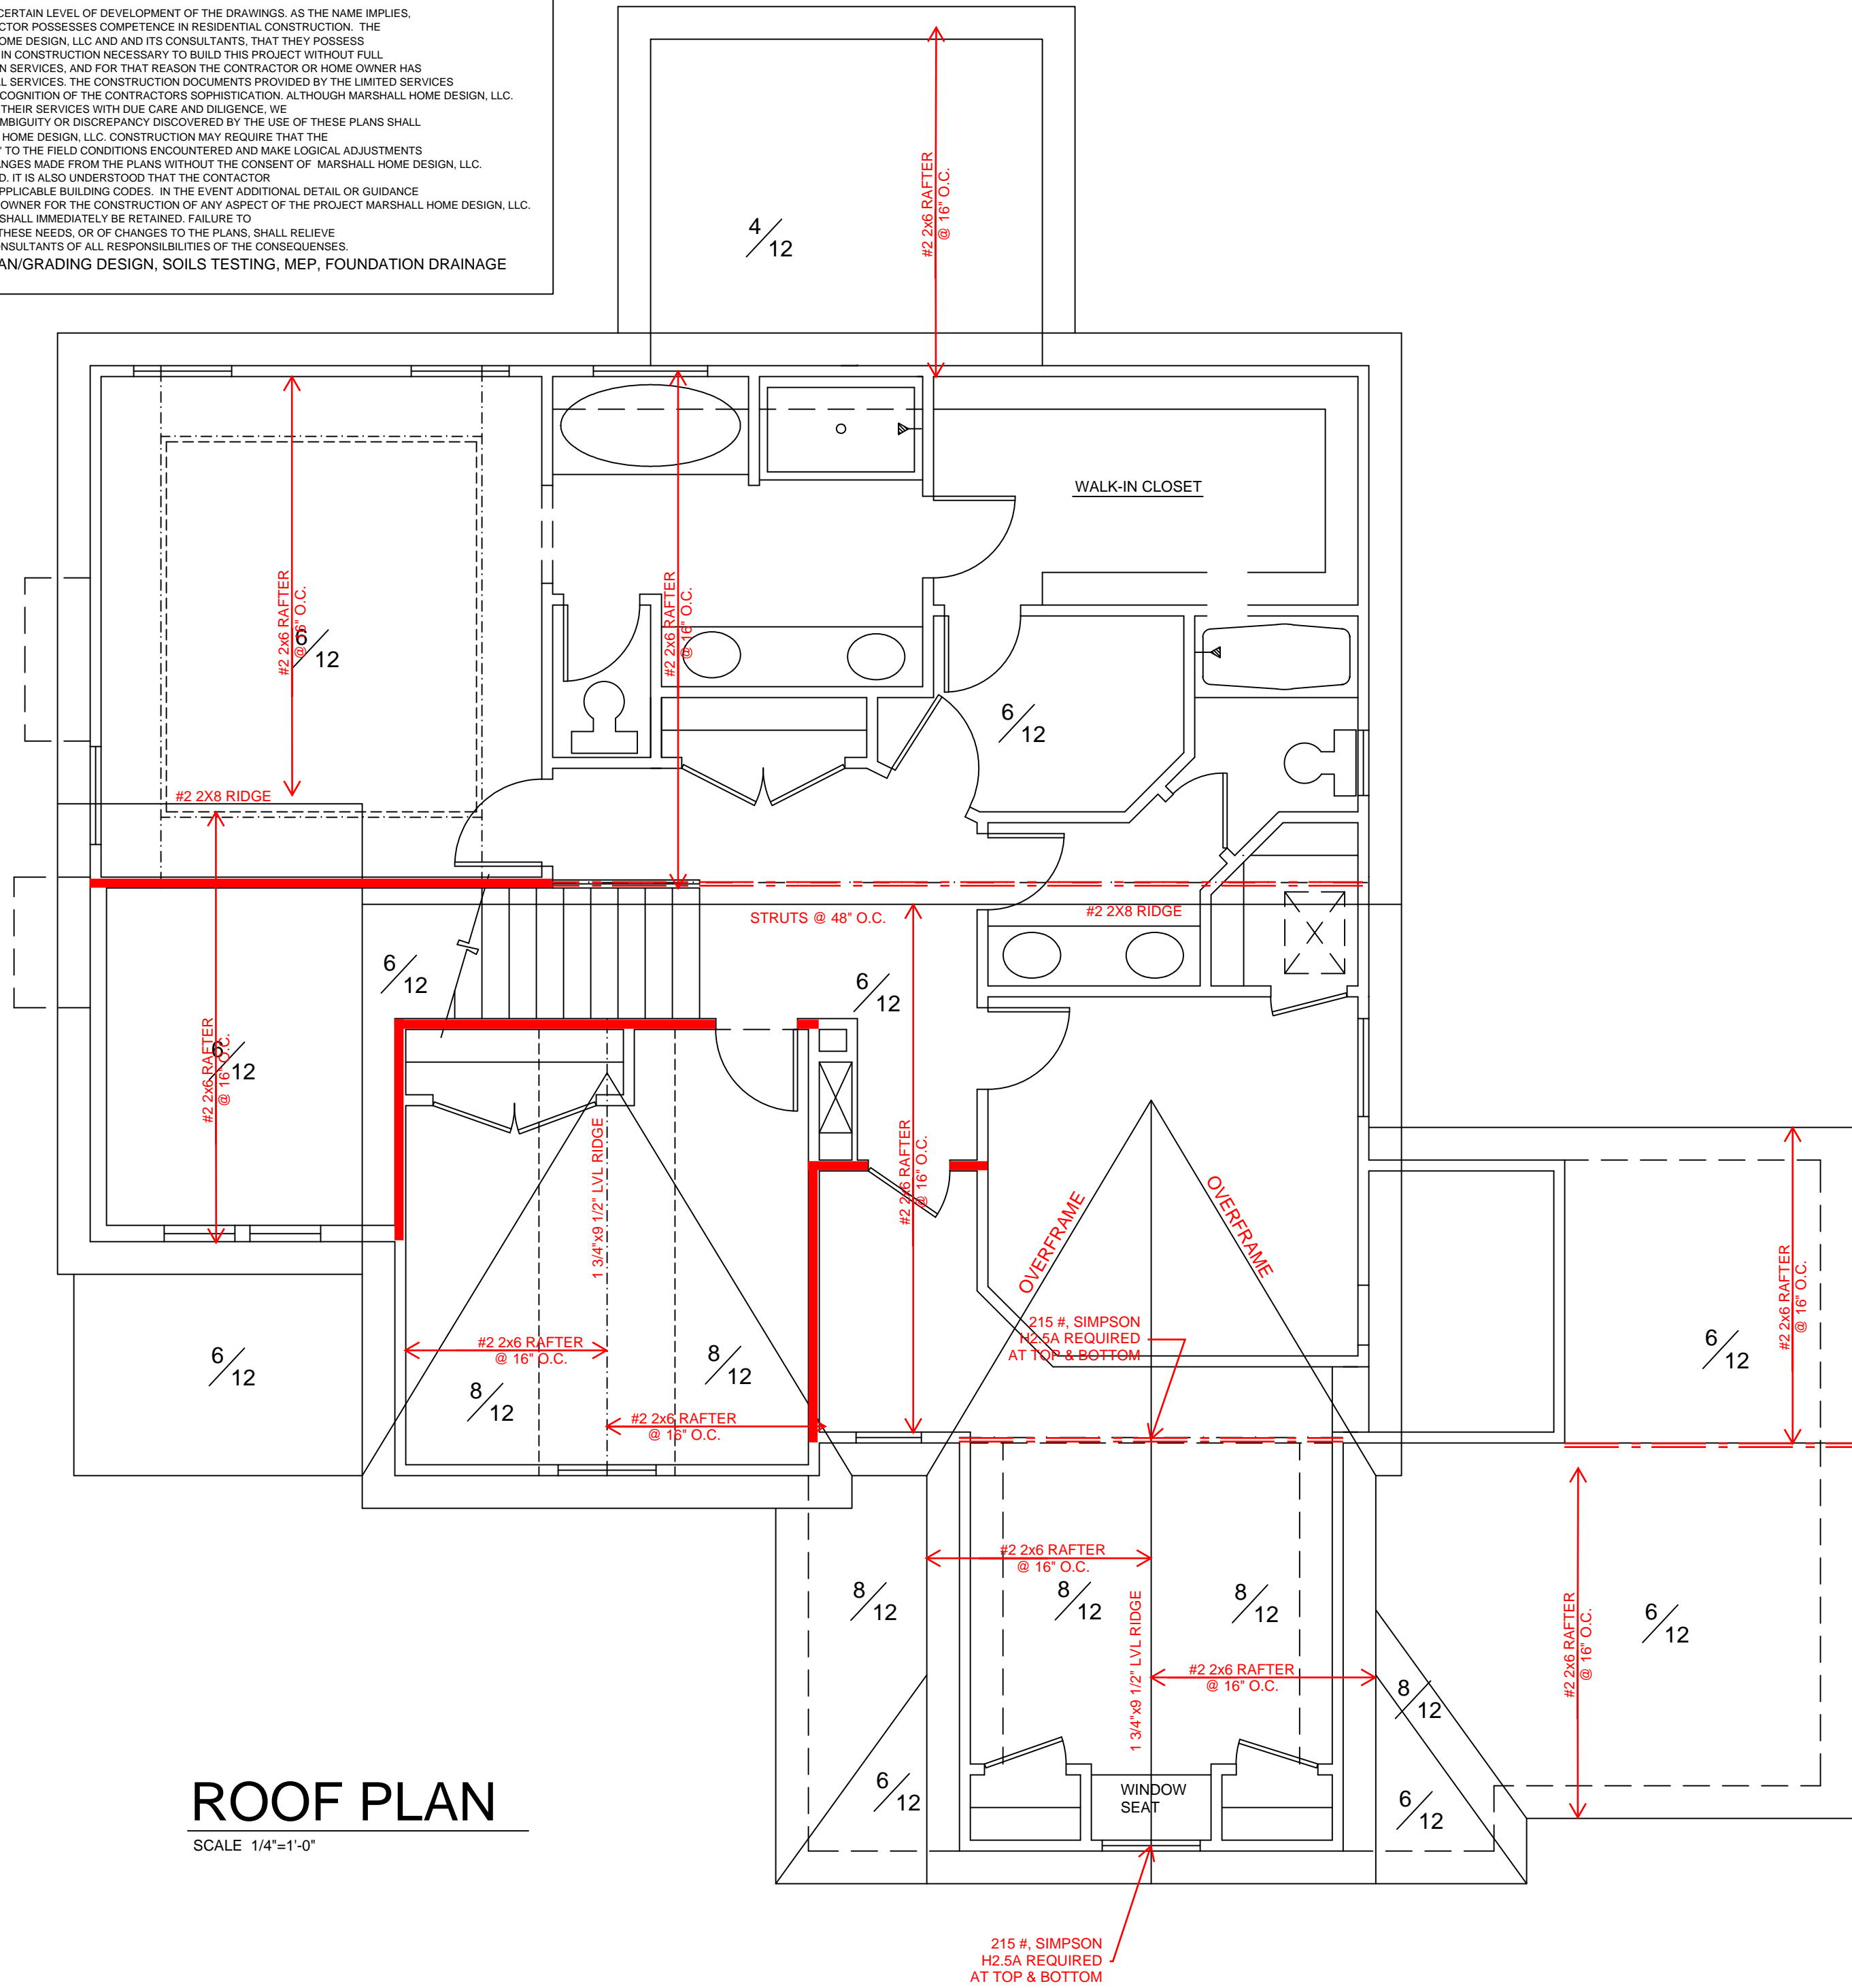 CERTAIN LEVEL OF DEVELOPMENT OF THE DRAWINGS. AS THE NAME IMPLIES,
CTOR POSSESSES COMPETENCE IN RESIDENTIAL CONSTRUCTION. THE
OME DESIGN, LLC AND AND ITS CONSULTANTS, THAT THEY POSSESS
IN CONSTRUCTION NECESSARY TO BUILD THIS PROJECT WITHOUT FULL
N SERVICES, AND FOR THAT REASON THE CONTRACTOR OR HOME OWNER HAS
L SERVICES. THE CONSTRUCTION DOCUMENTS PROVIDED BY THE LIMITED SERVICES
COGNITION OF THE CONTRACTORS SOPHISTICATION. ALTHOUGH MARSHALL HOME DESIGN, LLC.
THEIR SERVICES WITH DUE CARE AND DILIGENCE, WE
MBIGUITY OR DISCREPANCY DISCOVERED BY THE USE OF THESE PLANS SHALL
HOME DESIGN, LLC. CONSTRUCTION MAY REQUIRE THAT THE
" TO THE FIELD CONDITIONS ENCOUNTERED AND MAKE LOGICAL ADJUSTMENTS
ANGES MADE FROM THE PLANS WITHOUT THE CONSENT OF MARSHALL HOME DESIGN, LLC.
D. IT IS ALSO UNDERSTOOD THAT THE CONTACTOR
PPLICABLE BUILDING CODES. IN THE EVENT ADDITIONAL DETAIL OR GUIDANCE
OWNER FOR THE CONSTRUCTION OF ANY ASPECT OF THE PROJECT MARSHALL HOME DESIGN, LLC.
SHALL IMMEDIATELY BE RETAINED. FAILURE TO
THESE NEEDS, OR OF CHANGES TO THE PLANS, SHALL RELIEVE
ONSULTANTS OF ALL RESPONSILBILITIES OF THE CONSEQUENSES.
AN/GRADING DESIGN, SOILS TESTING, MEP, FOUNDATION DRAINAGE
4/12
#2 2x6 RAFTER
@ 16" O.C.
WALK-IN CLOSET
#2 2x6 RAFTER
@ 16" O.C.
6/12
#2 2x6 RAFTER
@ 16" O.C.
6/12
#2 2X8 RIDGE
STRUTS @ 48" O.C.
#2 2X8 RIDGE
6/12
6/12
#2 2x6 RAFTER
@ 16" O.C.
6/12
1 3/4"x9 1/2" LVL RIDGE
#2 2x6 RAFTER
@ 16" O.C.
OVERFRAME
OVERFRAME
#2 2x6 RAFTER
@ 16" O.C.
6/12
215 #, SIMPSON
H2.5A REQUIRED
AT TOP & BOTTOM
6/12
#2 2x6 RAFTER
@ 16" O.C.
8/12
8/12
#2 2x6 RAFTER
@ 16" O.C.
#2 2x6 RAFTER
@ 16" O.C.
8/12
8/12
8/12
1 3/4"x9 1/2" LVL RIDGE
#2 2x6 RAFTER
@ 16" O.C.
#2 2x6 RAFTER
@ 16" O.C.
6/12
8/12
6/12
WINDOW
SEAT
6/12
ROOF PLAN
SCALE 1/4"=1'-0"
215 #, SIMPSON
H2.5A REQUIRED
AT TOP & BOTTOM